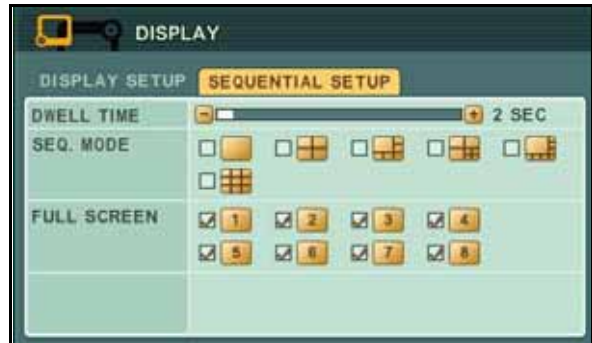 DISPLAY
DISPLAY SETUP SEQUENTIAL SETUP
DWELL TIME 2 SEC
SEQ. MODE
FULL SCREEN 1 2 3 4
5 6 7 8